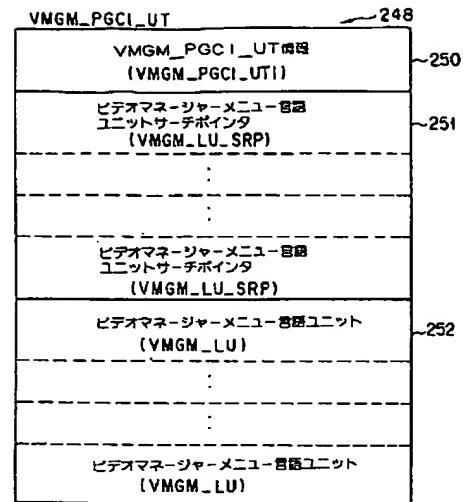 VMGM_PGCI_UT
248
VMGM_PGCI_UT情報
(VMGM_PGCI_UTI)
250
ビデオマネージャーメニュー言語
ユニットサーチポインタ
(VMGM_LU_SRP)
251
ビデオマネージャーメニュー言語
ユニットサーチポインタ
(VMGM_LU_SRP)
ビデオマネージャーメニュー言語ユニット
(VMGM_LU)
252
ビデオマネージャーメニュー言語ユニット
(VMGM_LU)